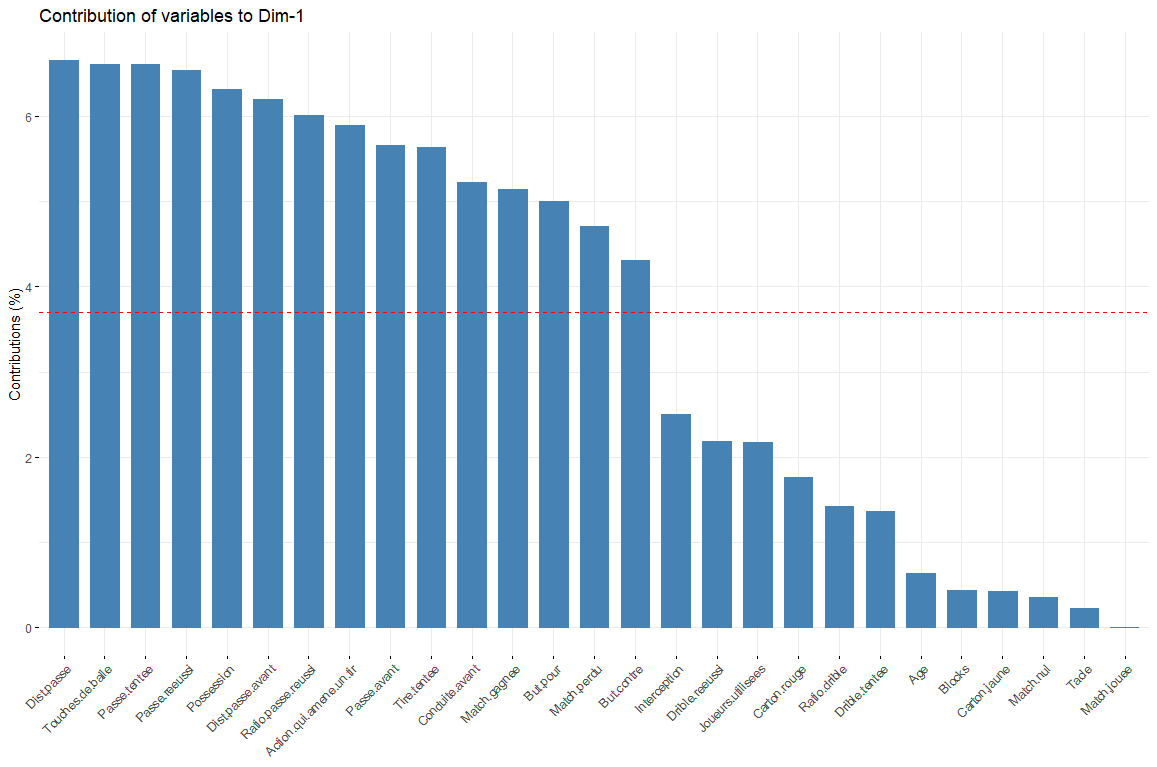 Contribution of variables to Dim-1
Contributions (%)
6
4
2
0
Dist.passe
Touches.de.balle
Passe.tentee
Passe.reeussi
Possession
Dist.passe.avant
Ratio.passe.reussi
Action.qui.amene.un.tir
Passe.avant
Tire.tentee
Conduite.avant
Match.gagnee
But.pour
Match.perdu
But.contre
Interception
Drible.reeussi
Joueurs.utilisees
Carton.rouge
Ratio.drible
Drible.tentee
Age
Blocks
Carton.jaune
Match.nul
Tacle
Match.jouee